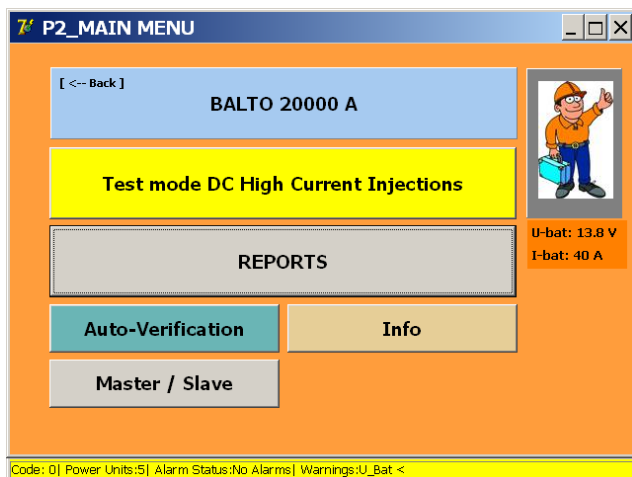 P2_MAIN MENU
[ <-- Back ]
BALTO 20000 A
Test mode DC High Current Injections
U-bat: 13.8 V
REPORTS
I-bat: 40 A
Auto-Verification
Info
Master / Slave
Code: 0| Power Units:5| Alarm Status:No Alarms| Warnings:U_Bat <